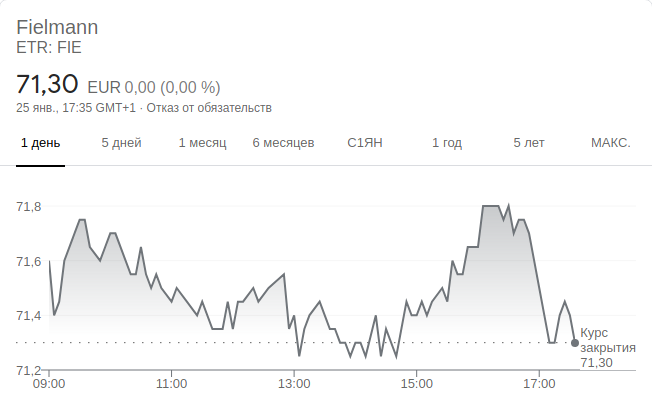 Fielmann
ETR: FIE
71,30 EUR 0,00 (0,00 %)
25 янв., 17:35 GMT+1 · Отказ от обязательств
1 день 5 дней 1 месяц 6 месяцев С1ЯН 1 год 5 лет МАКС.
71,8
71,6
71,4
71,2
Курс
закрытия
71,30
09:00 11:00 13:00 15:00 17:00